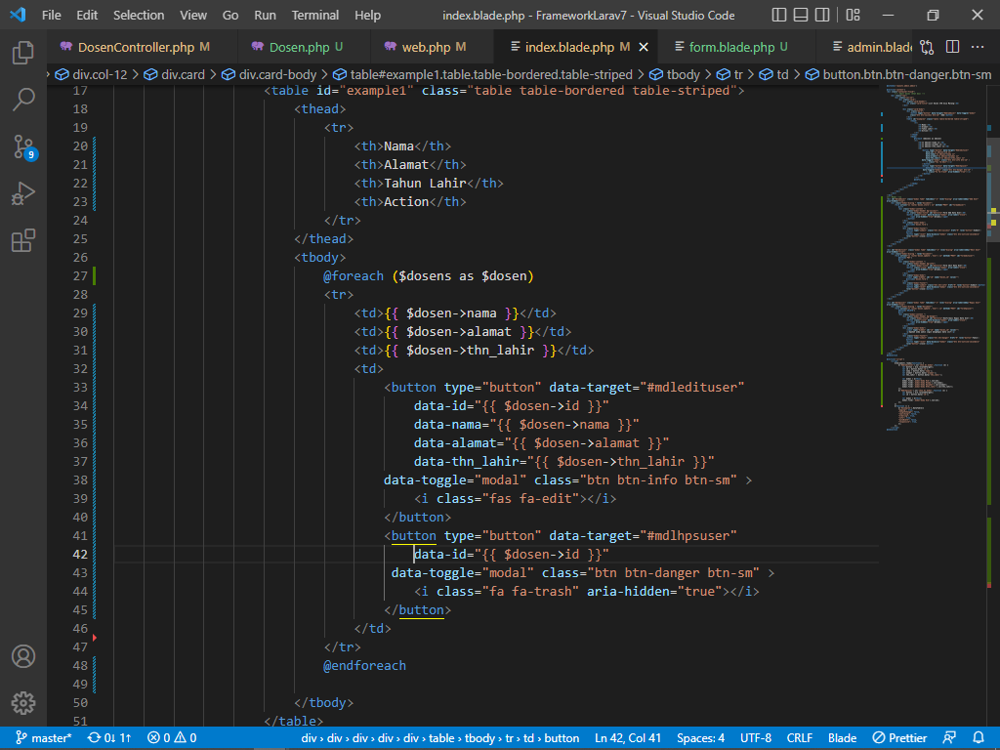 File Edit Selection View Go Run Terminal Help index.blade.php - FrameworkLarav7 - Visual Studio Code
DosenController.php M Dosen.php U web.php M index.blade.php M form.blade.php U admin.blade
div.col-12 > div.card > div.card-body > table#example1.table.table-bordered.table-striped > tbody > tr > td > button.btn.btn-danger.btn-sm
17 <table id="example1" class="table table-bordered table-striped">
18 <thead>
19 <tr>
20 <th>Nama</th>
21 <th>Alamat</th>
22 <th>Tahun Lahir</th>
23 <th>Action</th>
24 </tr>
25 </thead>
26 <tbody>
27 @foreach ($dosens as $dosen)
28 <tr>
29 <td>{{ $dosen->nama }}</td>
30 <td>{{ $dosen->alamat }}</td>
31 <td>{{ $dosen->thn_lahir }}</td>
32 <td>
33 <button type="button" data-target="#mdledituser"
34 data-id="{{ $dosen->id }}"
35 data-nama="{{ $dosen->nama }}"
36 data-alamat="{{ $dosen->alamat }}"
37 data-thn_lahir="{{ $dosen->thn_lahir }}"
38 data-toggle="modal" class="btn btn-info btn-sm" >
39 <i class="fas fa-edit"></i>
40 </button>
41 <button type="button" data-target="#mdlhpsuser"
42 data-id="{{ $dosen->id }}"
43 data-toggle="modal" class="btn btn-danger btn-sm" >
44 <i class="fa fa-trash" aria-hidden="true"></i>
45 </button>
46 </td>
47 </tr>
48 @endforeach
49
50 </tbody>
51 </table>
9
master* 0↓ 1↑ 0 0 div › div › div › div › div › table › tbody › tr › td › button Ln 42, Col 41 Spaces: 4 UTF-8 CRLF Blade Prettier